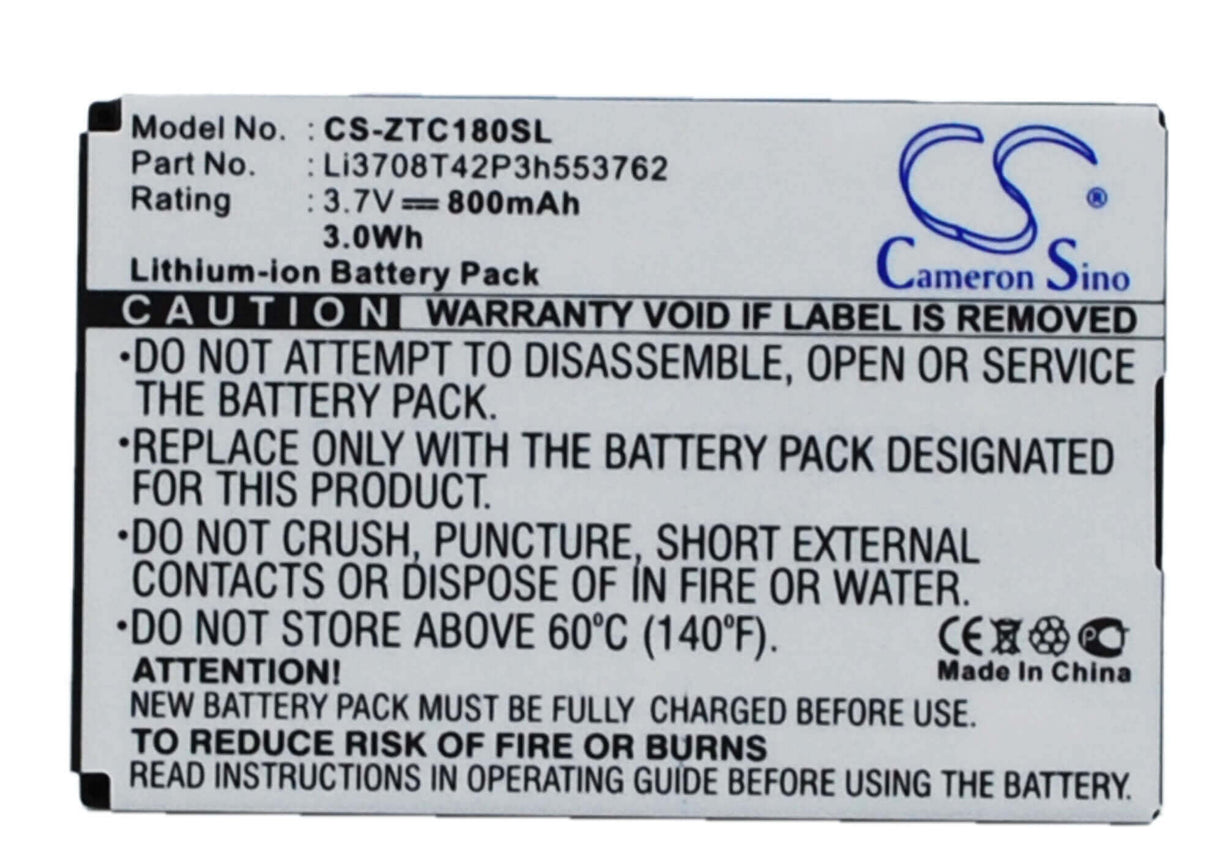 Model No. : CS-ZTC180SL
Part No. : Li3708T42P3h553762
Rating : 3.7V⎓800mAh
3.0Wh
Lithium-ion Battery Pack
CS®
Cameron Sino
CAUTION WARRANTY VOID IF LABEL IS REMOVED
•DO NOT ATTEMPT TO DISASSEMBLE, OPEN OR SERVICE
THE BATTERY PACK.
•REPLACE ONLY WITH THE BATTERY PACK DESIGNATED
FOR THIS PRODUCT.
•DO NOT CRUSH, PUNCTURE, SHORT EXTERNAL
CONTACTS OR DISPOSE OF IN FIRE OR WATER.
•DO NOT STORE ABOVE 60°C (140°F).
CE PC
Made In China
ATTENTION!
NEW BATTERY PACK MUST BE FULLY CHARGED BEFORE USE.
TO REDUCE RISK OF FIRE OR BURNS
READ INSTRUCTIONS IN OPERATING GUIDE BEFORE USING THE BATTERY.